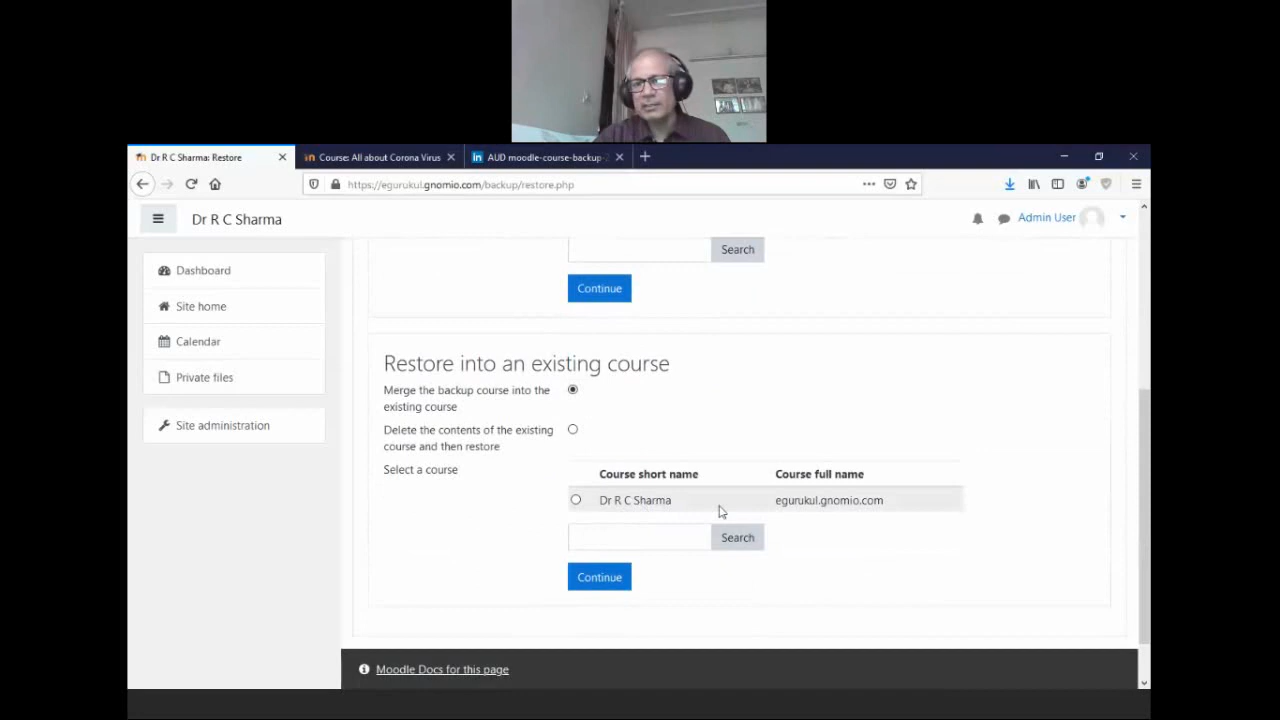 Dr R C Sharma: Restore
Course: All about Corona Virus
AUD moodle-course-backup-
https://egurukul.gnomio.com/backup/restore.php
Dr R C Sharma
Admin User
Dashboard
Site home
Calendar
Private files
Site administration
Search
Continue
Restore into an existing course
Merge the backup course into the
existing course
Delete the contents of the existing
course and then restore
Select a course
Course short name Course full name
Dr R C Sharma egurukul.gnomio.com
Search
Continue
Moodle Docs for this page